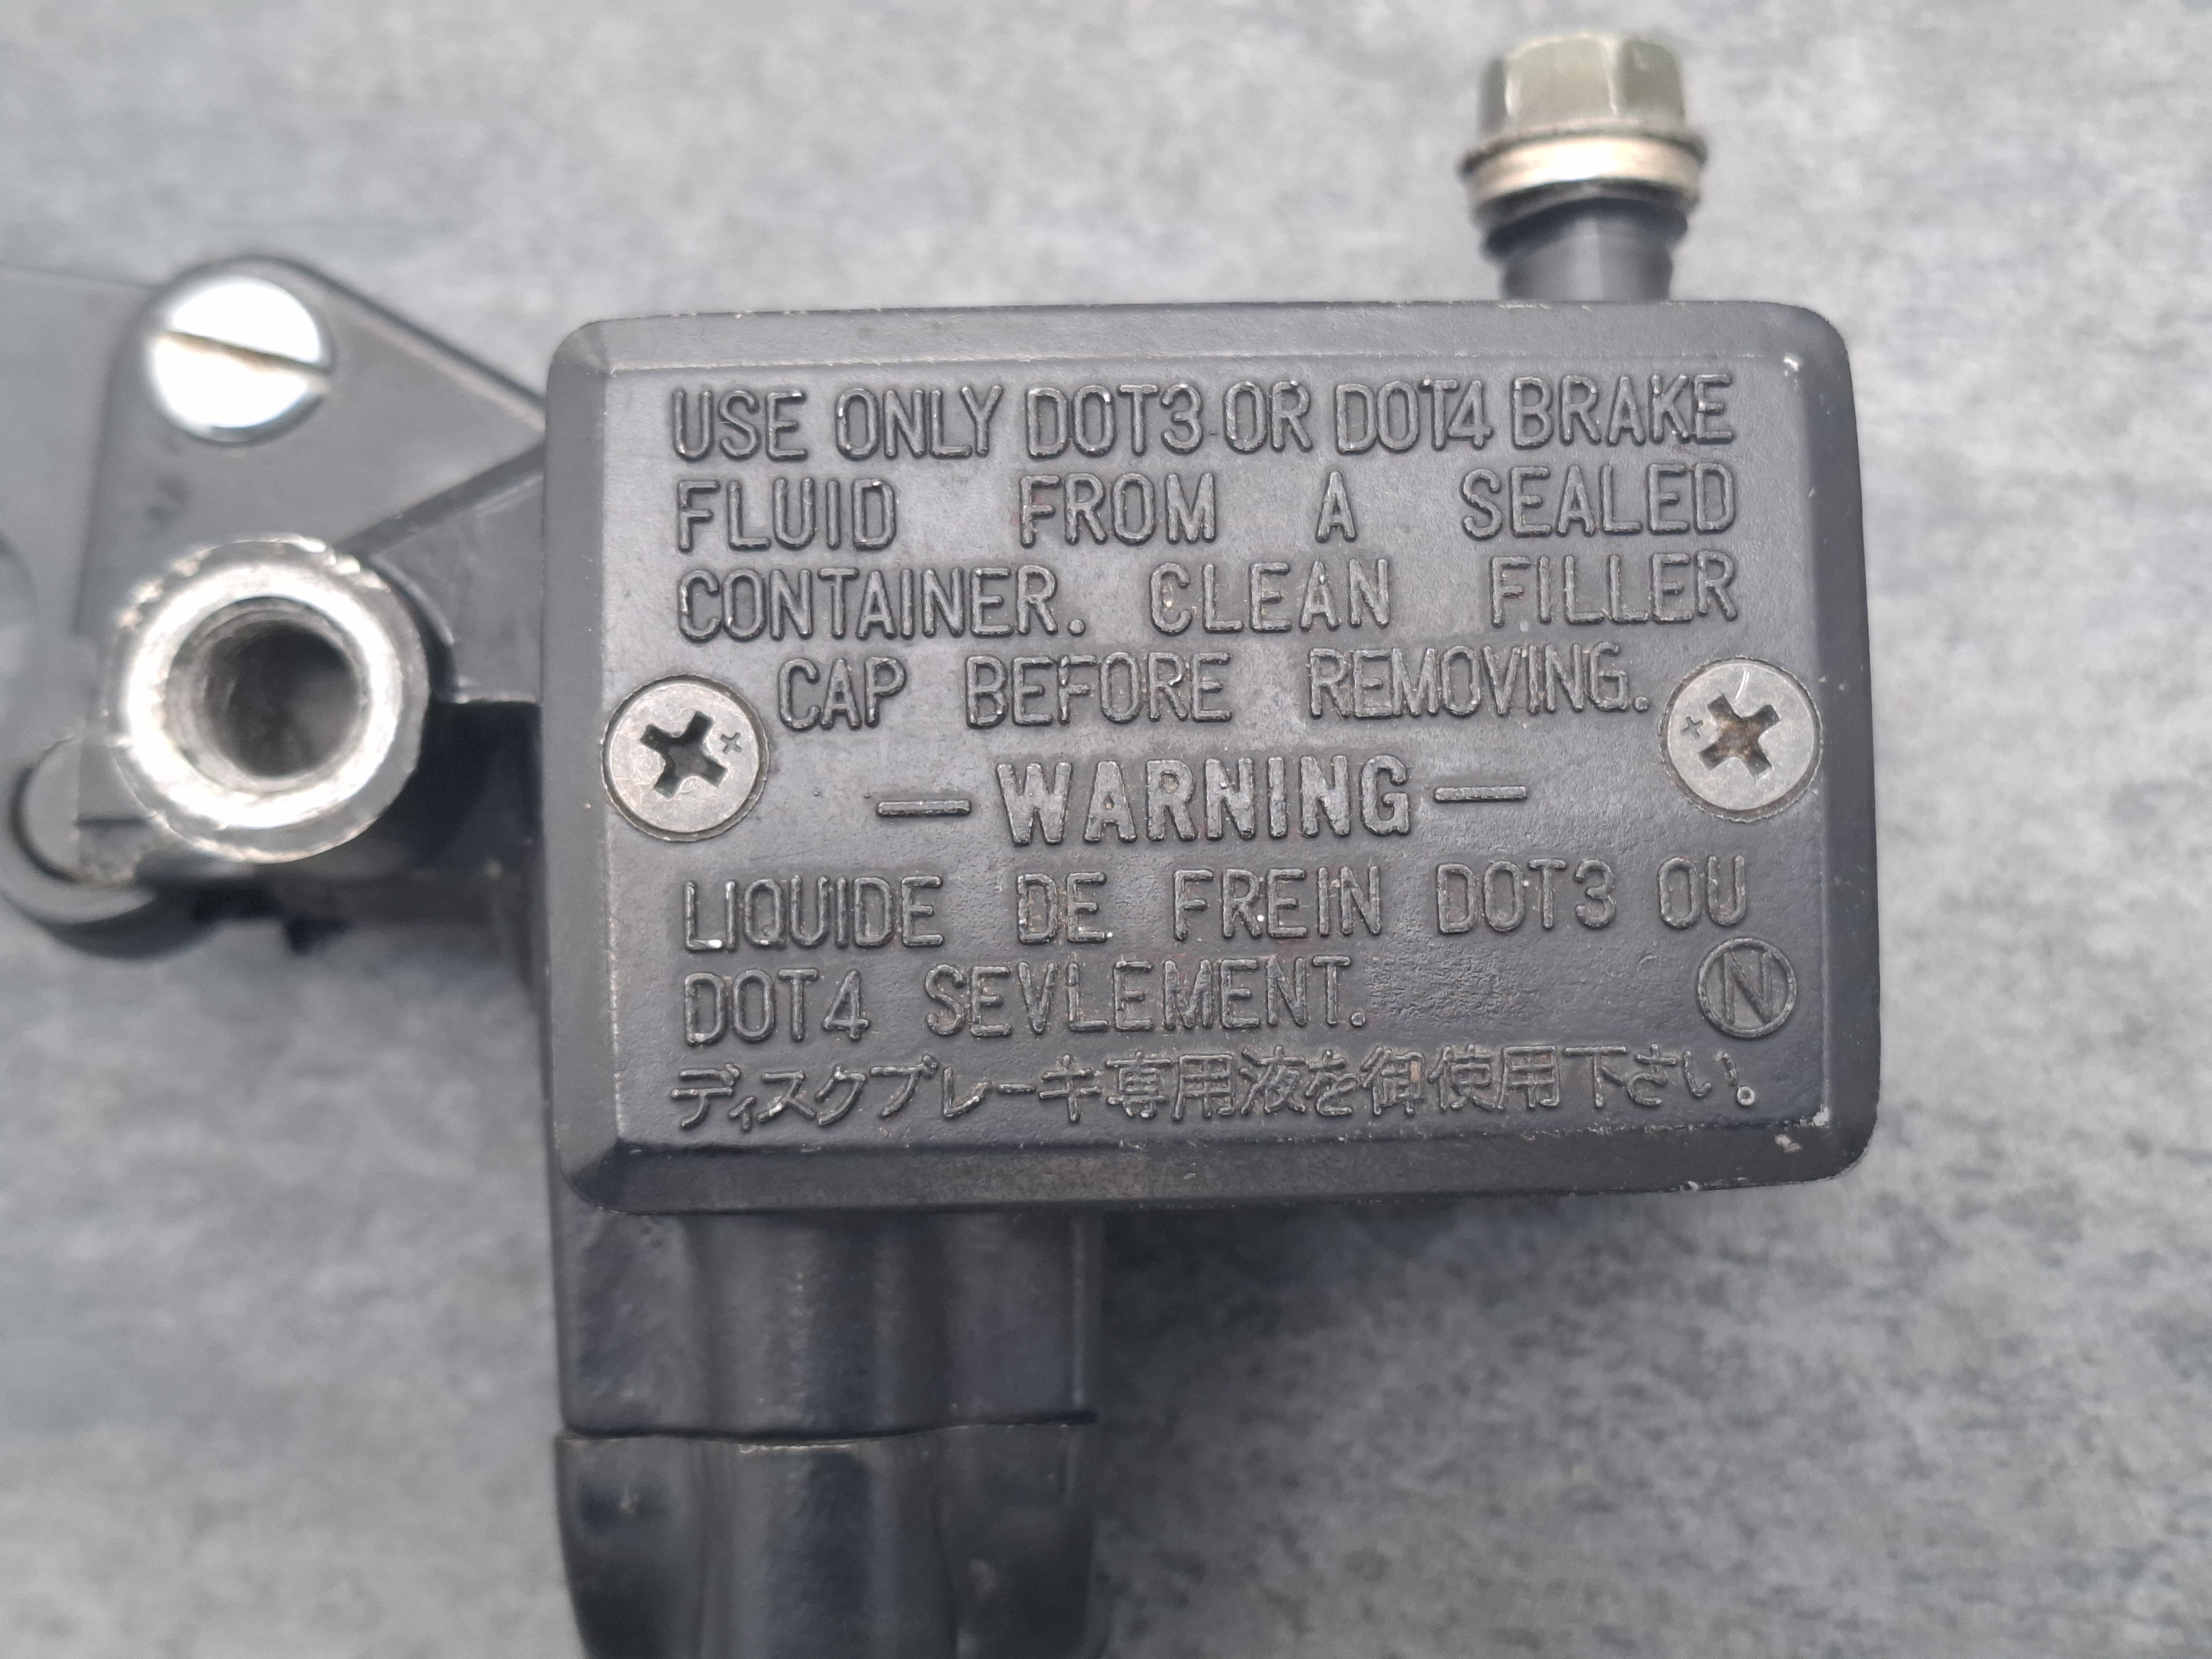 USE ONLY DOT3 OR DOT4 BRAKE
FLUID FROM A SEALED
CONTAINER. CLEAN FILLER
CAP BEFORE REMOVING.
— WARNING —
LIQUIDE DE FREIN DOT3 OU
DOT4 SEVLEMENT.
N
ディスクブレーキ専用液を御使用下さい。